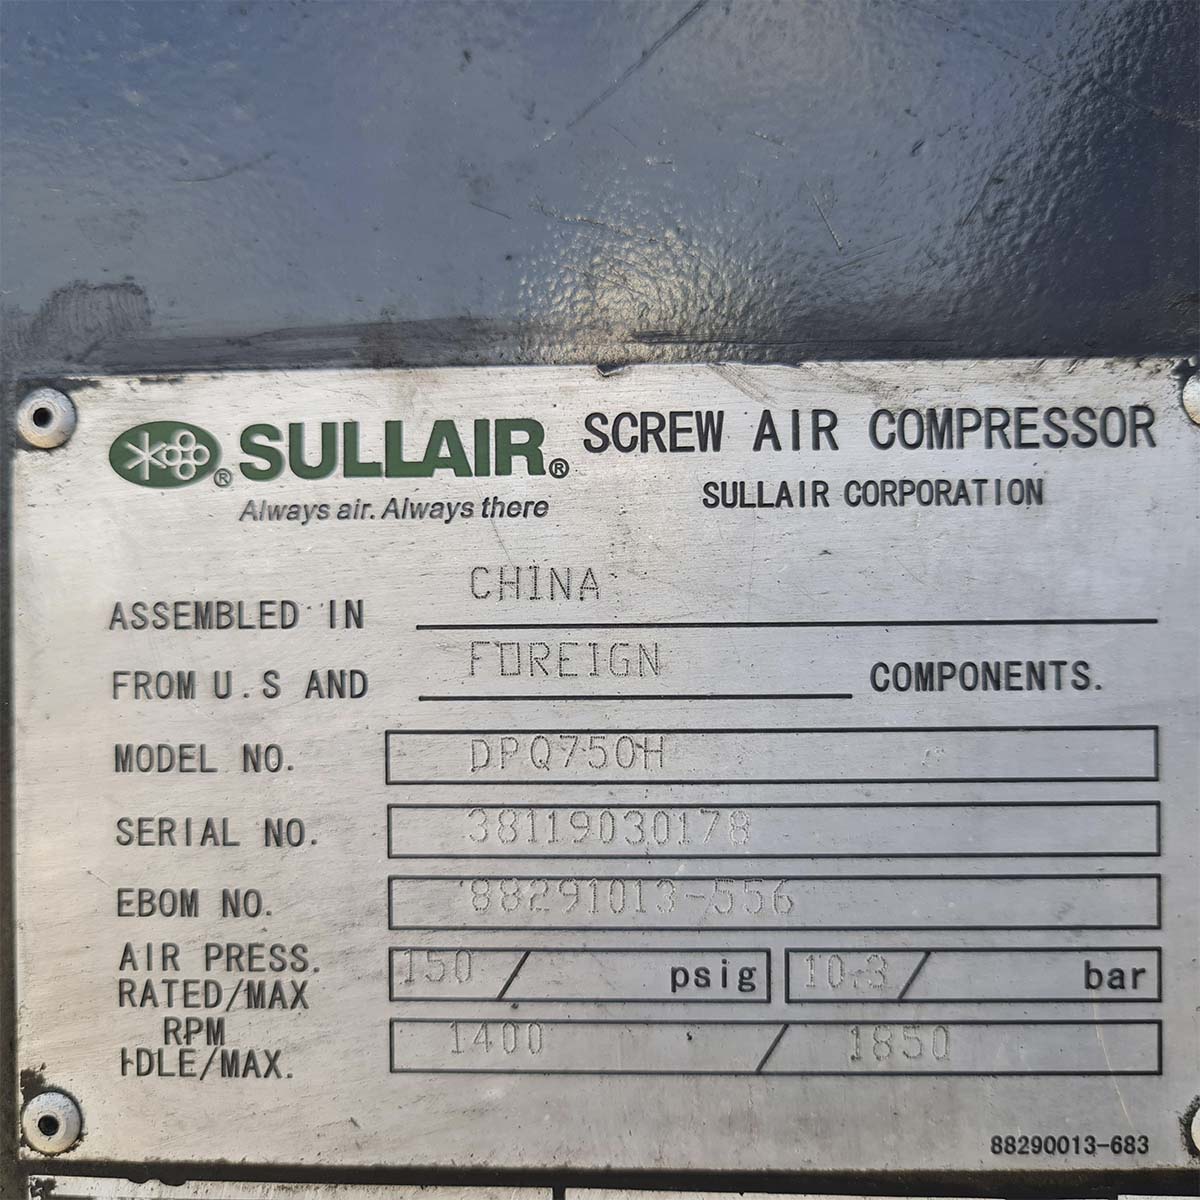 SULLAIR® SCREW AIR COMPRESSOR
Always air. Always there SULLAIR CORPORATION
ASSEMBLED IN CHINA
FROM U.S AND FOREIGN COMPONENTS.
MODEL NO. DPQ750H
SERIAL NO. 38119030178
EBOM NO. 88291013-556
AIR PRESS. RATED/MAX 150 / psig 10.3 / bar
RPM IDLE/MAX. 1400 / 1850
88290013-683